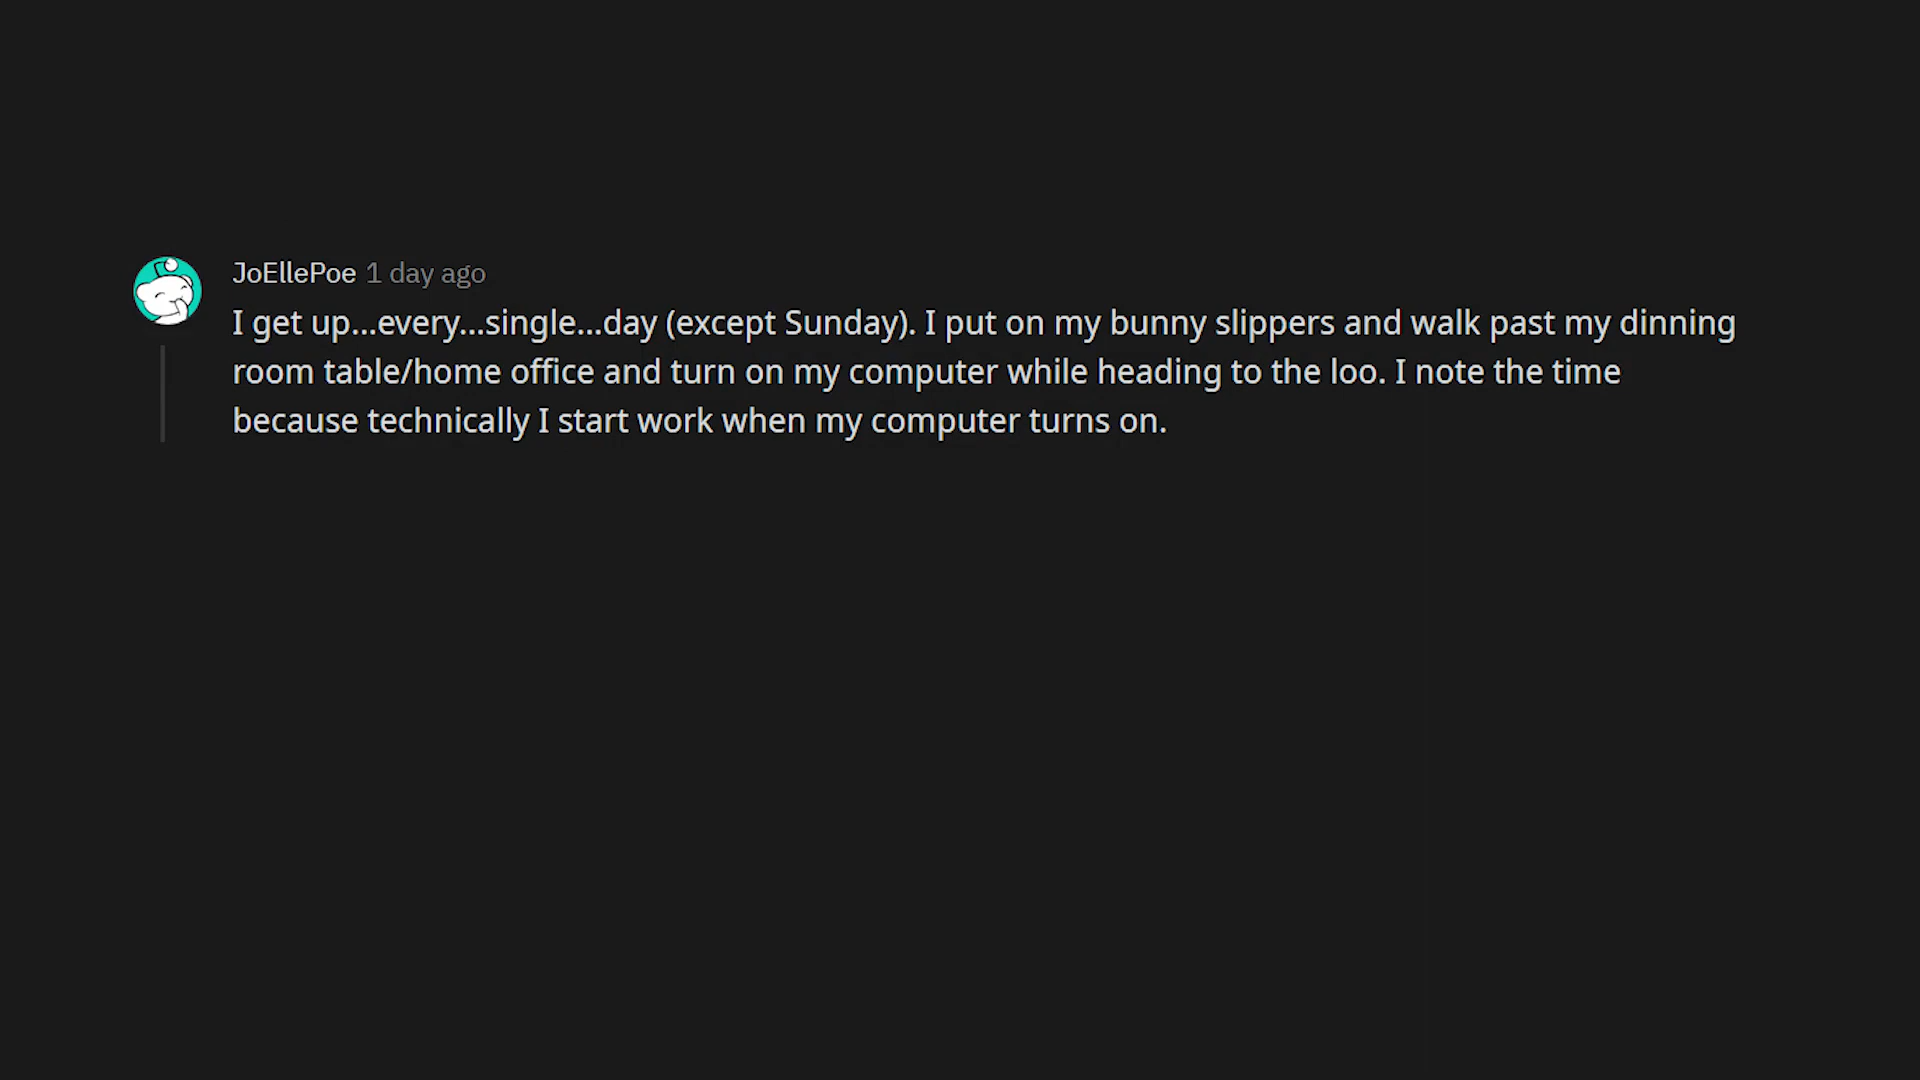 JoEllePoe 1 day ago
I get up...every...single...day (except Sunday). I put on my bunny slippers and walk past my dinning
room table/home office and turn on my computer while heading to the loo. I note the time
because technically I start work when my computer turns on.